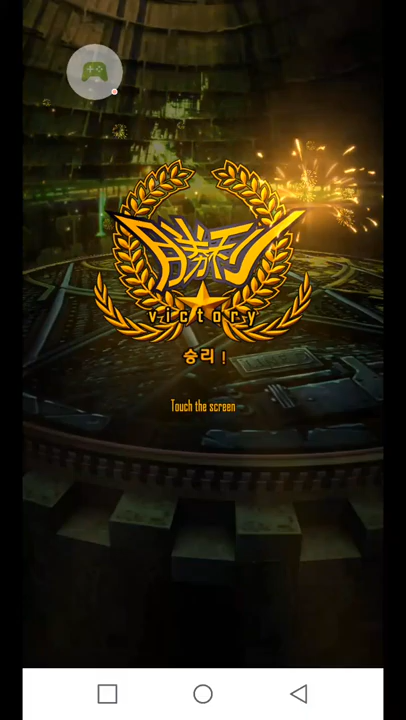 勝利
victory
승리 !
Touch the screen